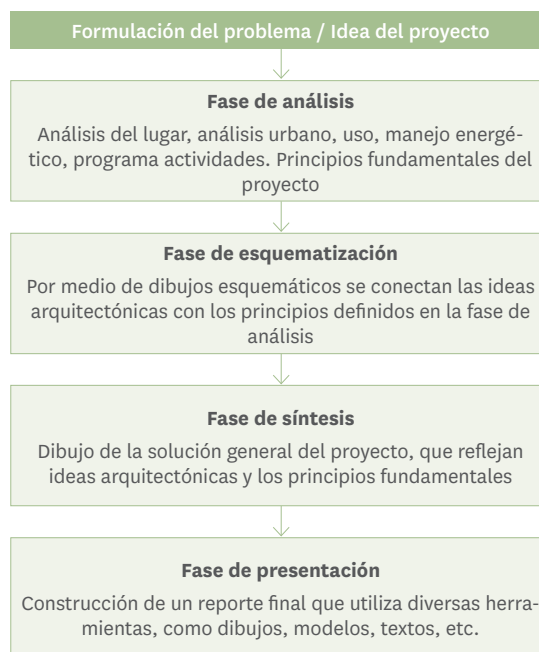 Formulación del problema / Idea del proyecto
Fase de análisis
Análisis del lugar, análisis urbano, uso, manejo energé-
tico, programa actividades. Principios fundamentales del
proyecto
Fase de esquematización
Por medio de dibujos esquemáticos se conectan las ideas
arquitectónicas con los principios definidos en la fase de
análisis
Fase de síntesis
Dibujo de la solución general del proyecto, que reflejan
ideas arquitectónicas y los principios fundamentales
Fase de presentación
Construcción de un reporte final que utiliza diversas herra-
mientas, como dibujos, modelos, textos, etc.